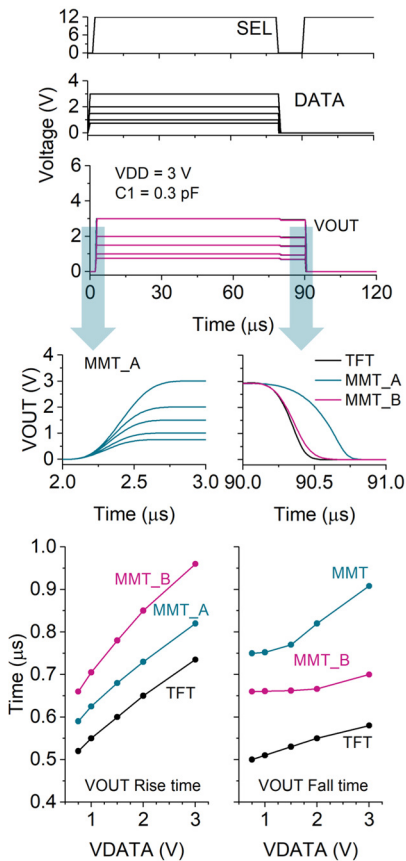 12
6
0
SEL
Voltage (V)
4
2
0
DATA
VDD = 3 V
C1 = 0.3 pF
6
3
0
VOUT
0
30
60
90
120
Time (μs)
MMT_A
VOUT (V)
4
2
0
2.0
2.5
3.0
Time (μs)
TFT
MMT_A
MMT_B
90.0
90.5
91.0
Time (μs)
Time (μs)
1.0
0.9
0.8
0.7
0.6
0.5
0.4
MMT_B
MMT_A
TFT
VOUT Rise time
1
2
3
VDATA (V)
MMT
MMT_B
TFT
VOUT Fall time
1
2
3
VDATA (V)